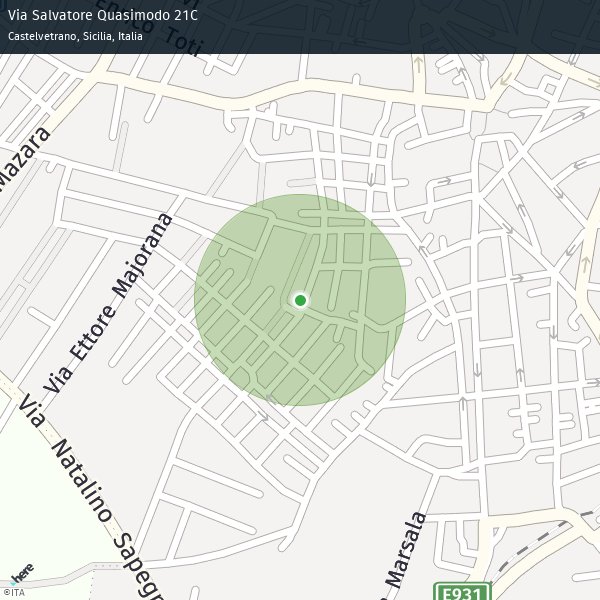 Via Salvatore Quasimodo 21C
Castelvetrano, Sicilia, Italia
Enrico Toti
Mazara
Via Ettore Majorana
Via Natalino Sapegn
Marsala
E931
here
©ITA